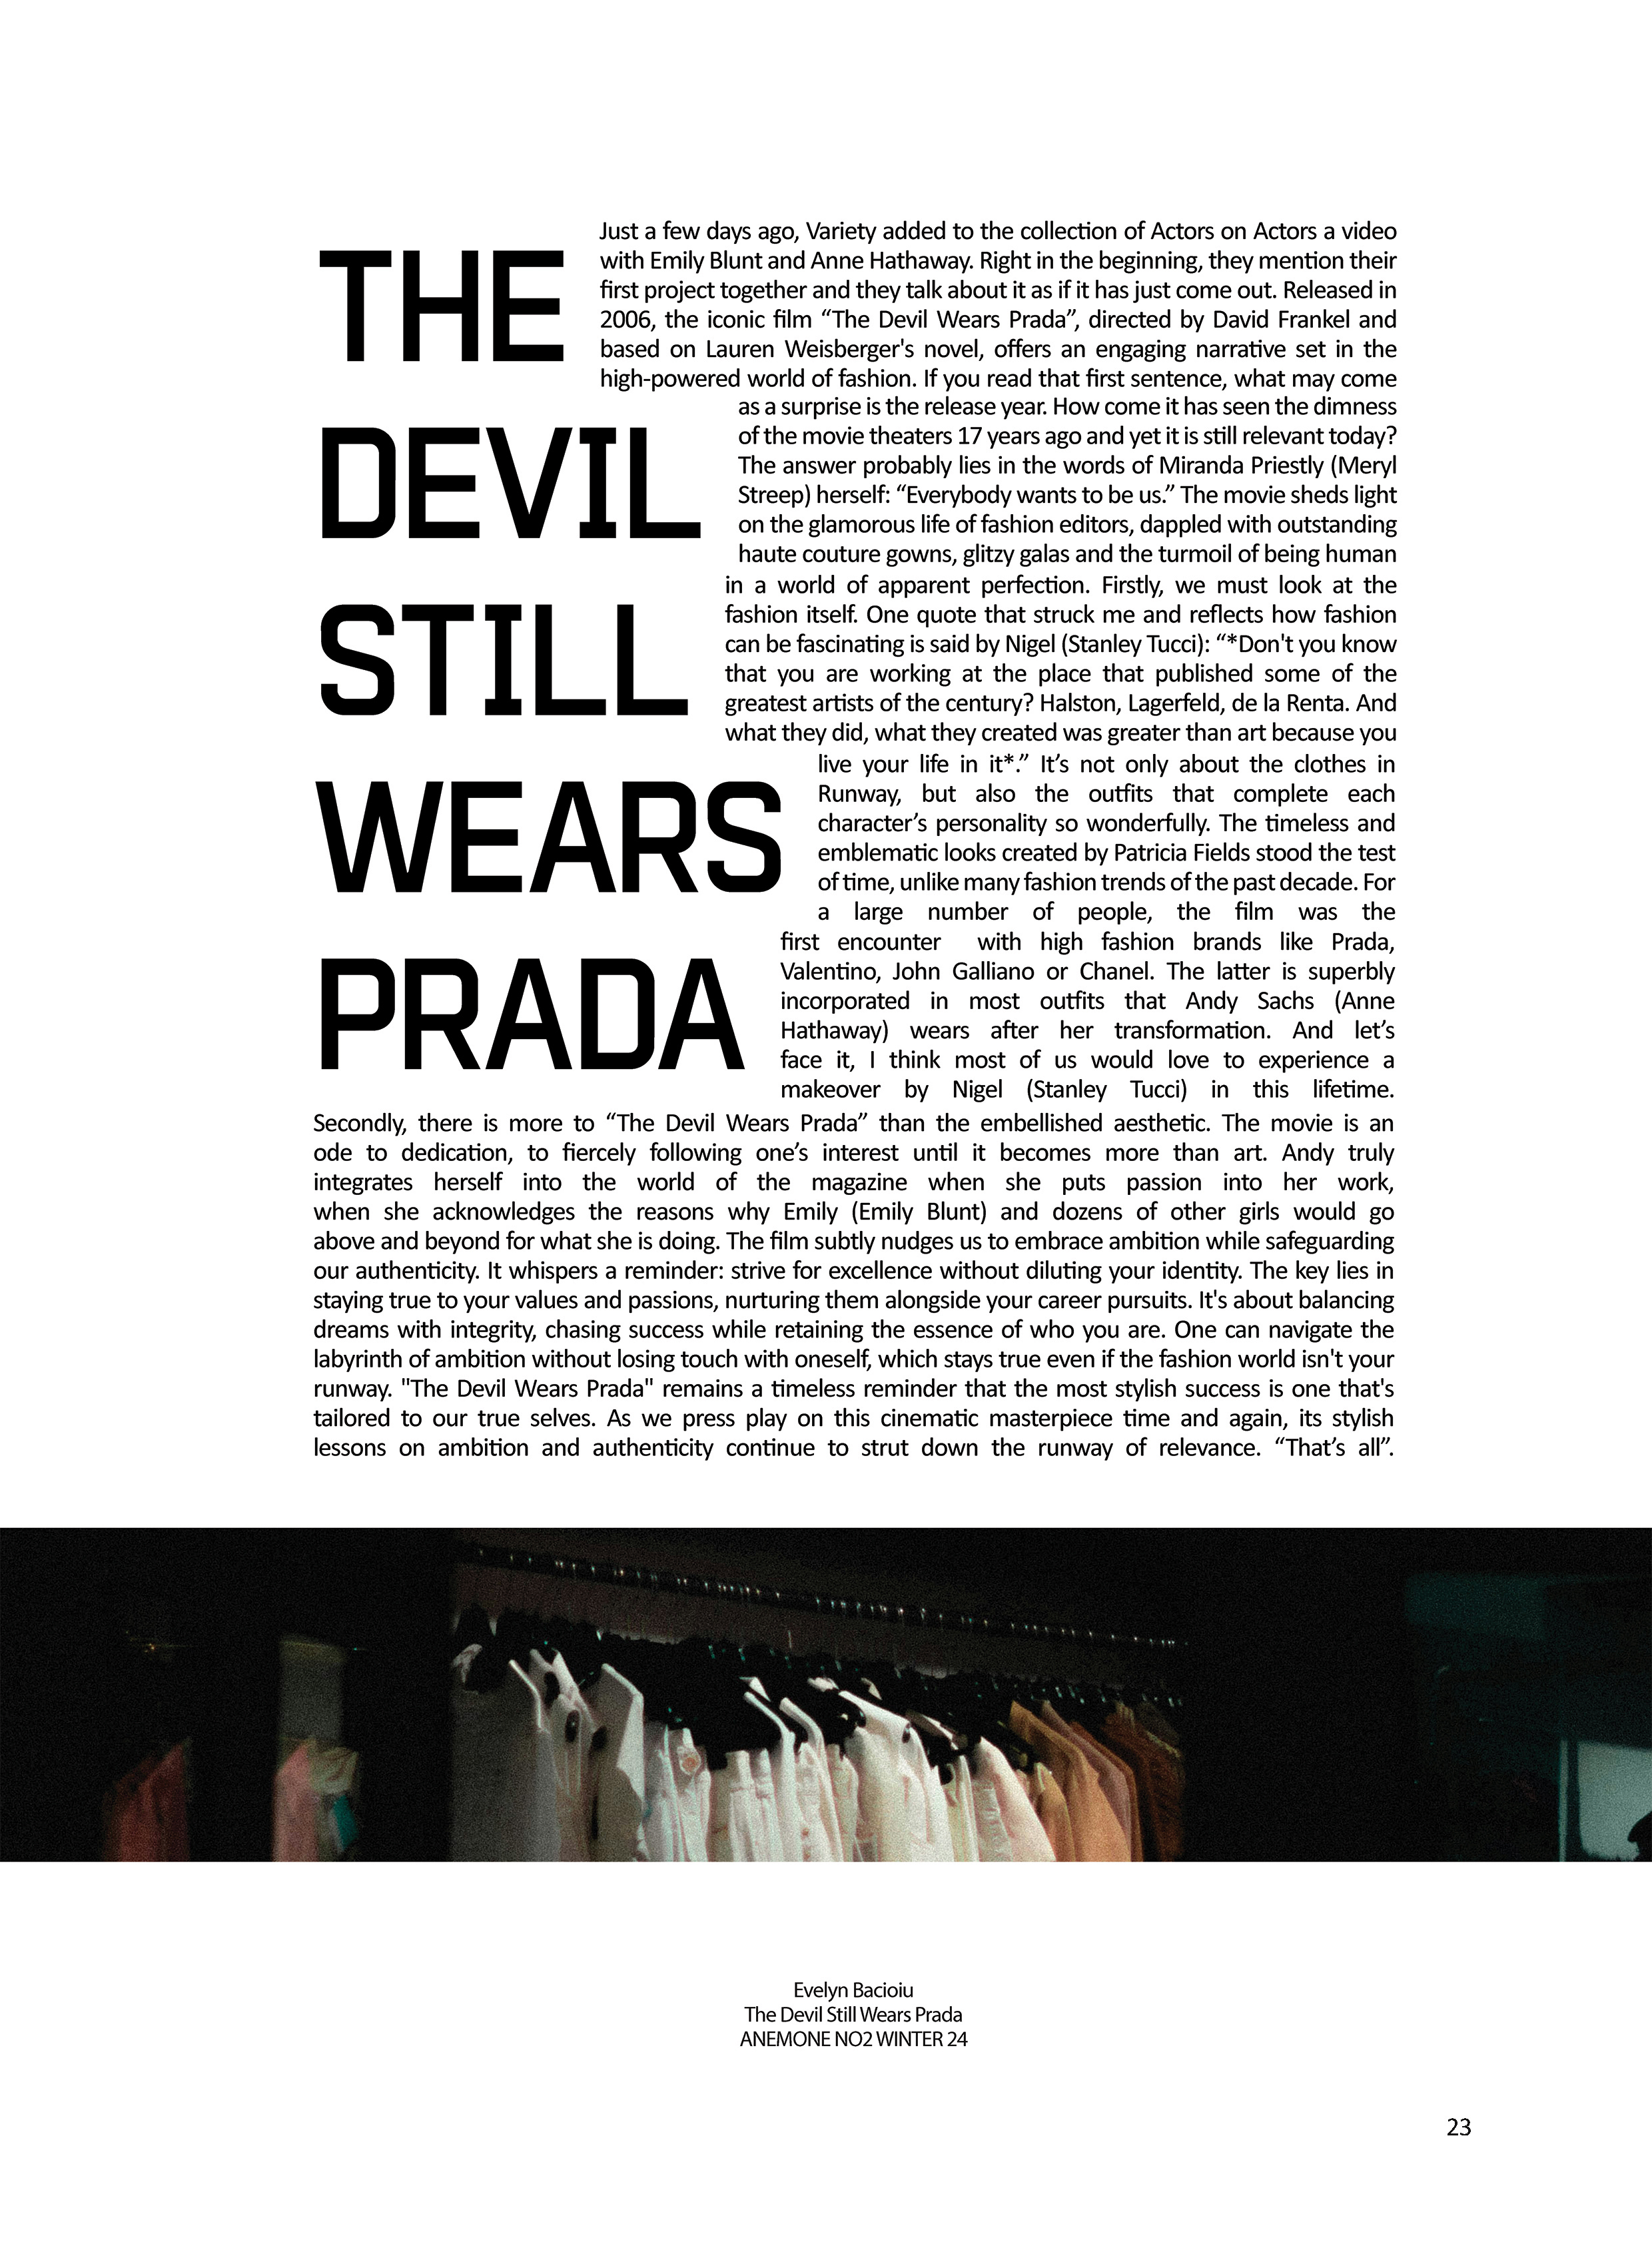 THE
DEVIL
STILL
WEARS
PRADA
Just a few days ago, Variety added to the collection of Actors on Actors a video
with Emily Blunt and Anne Hathaway. Right in the beginning, they mention their
first project together and they talk about it as if it has just come out. Released in
2006, the iconic film “The Devil Wears Prada”, directed by David Frankel and
based on Lauren Weisberger's novel, offers an engaging narrative set in the
high-powered world of fashion. If you read that first sentence, what may come
as a surprise is the release year. How come it has seen the dimness
of the movie theaters 17 years ago and yet it is still relevant today?
The answer probably lies in the words of Miranda Priestly (Meryl
Streep) herself: “Everybody wants to be us.” The movie sheds light
on the glamorous life of fashion editors, dappled with outstanding
haute couture gowns, glitzy galas and the turmoil of being human
in a world of apparent perfection. Firstly, we must look at the
fashion itself. One quote that struck me and reflects how fashion
can be fascinating is said by Nigel (Stanley Tucci): “*Don't you know
that you are working at the place that published some of the
greatest artists of the century? Halston, Lagerfeld, de la Renta. And
what they did, what they created was greater than art because you
live your life in it*.” It’s not only about the clothes in
Runway, but also the outfits that complete each
character’s personality so wonderfully. The timeless and
emblematic looks created by Patricia Fields stood the test
of time, unlike many fashion trends of the past decade. For
a large number of people, the film was the
first encounter with high fashion brands like Prada,
Valentino, John Galliano or Chanel. The latter is superbly
incorporated in most outfits that Andy Sachs (Anne
Hathaway) wears after her transformation. And let’s
face it, I think most of us would love to experience a
makeover by Nigel (Stanley Tucci) in this lifetime.
Secondly, there is more to “The Devil Wears Prada” than the embellished aesthetic. The movie is an
ode to dedication, to fiercely following one’s interest until it becomes more than art. Andy truly
integrates herself into the world of the magazine when she puts passion into her work,
when she acknowledges the reasons why Emily (Emily Blunt) and dozens of other girls would go
above and beyond for what she is doing. The film subtly nudges us to embrace ambition while safeguarding
our authenticity. It whispers a reminder: strive for excellence without diluting your identity. The key lies in
staying true to your values and passions, nurturing them alongside your career pursuits. It's about balancing
dreams with integrity, chasing success while retaining the essence of who you are. One can navigate the
labyrinth of ambition without losing touch with oneself, which stays true even if the fashion world isn't your
runway. "The Devil Wears Prada" remains a timeless reminder that the most stylish success is one that's
tailored to our true selves. As we press play on this cinematic masterpiece time and again, its stylish
lessons on ambition and authenticity continue to strut down the runway of relevance. “That’s all”.
Evelyn Bacioiu
The Devil Still Wears Prada
ANEMONE NO2 WINTER 24
23